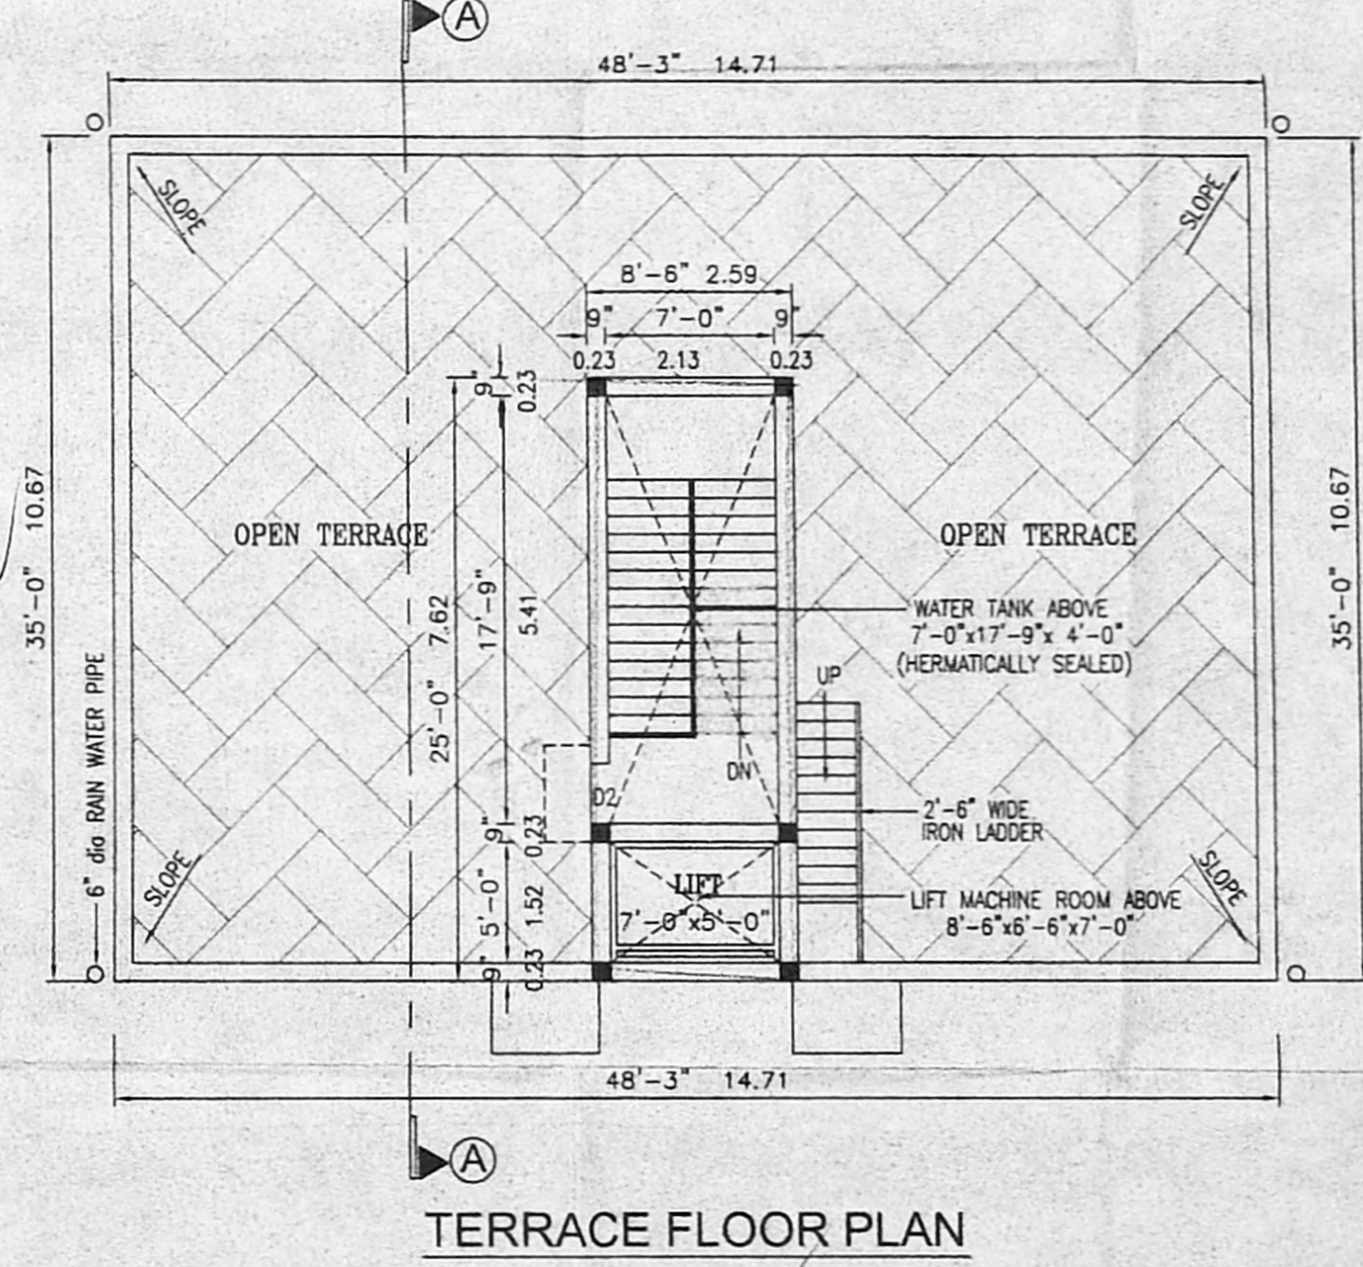 A
48'-3" 14.71
SLOPE
SLOPE
8'-6" 2.59
9" 7'-0" 9"
0.23 2.13 0.23
9" 0.23
35'-0" 10.67
35'-0" 10.67
OPEN TERRACE
OPEN TERRACE
25'-0" 7.62
17'-9" 5.41
WATER TANK ABOVE
7'-0"x17'-9"x 4'-0"
(HERMATICALLY SEALED)
UP
6" dia RAIN WATER PIPE
DN
D2
9" 0.23
2'-6" WIDE
IRON LADDER
SLOPE
SLOPE
5'-0" 1.52
LIFT
7'-0"x5'-0"
LIFT MACHINE ROOM ABOVE
8'-6"x6'-6"x7'-0"
9" 0.23
48'-3" 14.71
A
TERRACE FLOOR PLAN